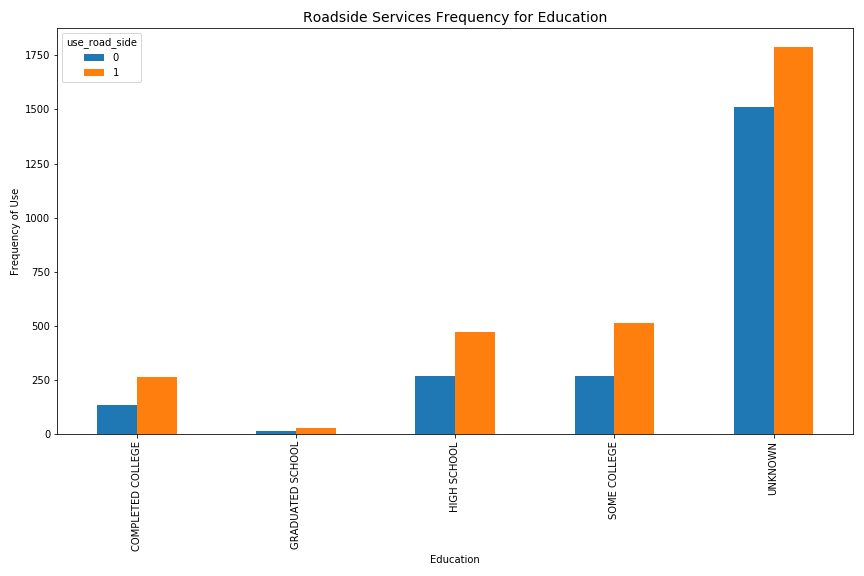 Roadside Services Frequency for Education
use_road_side
0
1
Frequency of Use
1750
1500
1250
1000
750
500
250
0
COMPLETED COLLEGE
GRADUATED SCHOOL
HIGH SCHOOL
SOME COLLEGE
UNKNOWN
Education